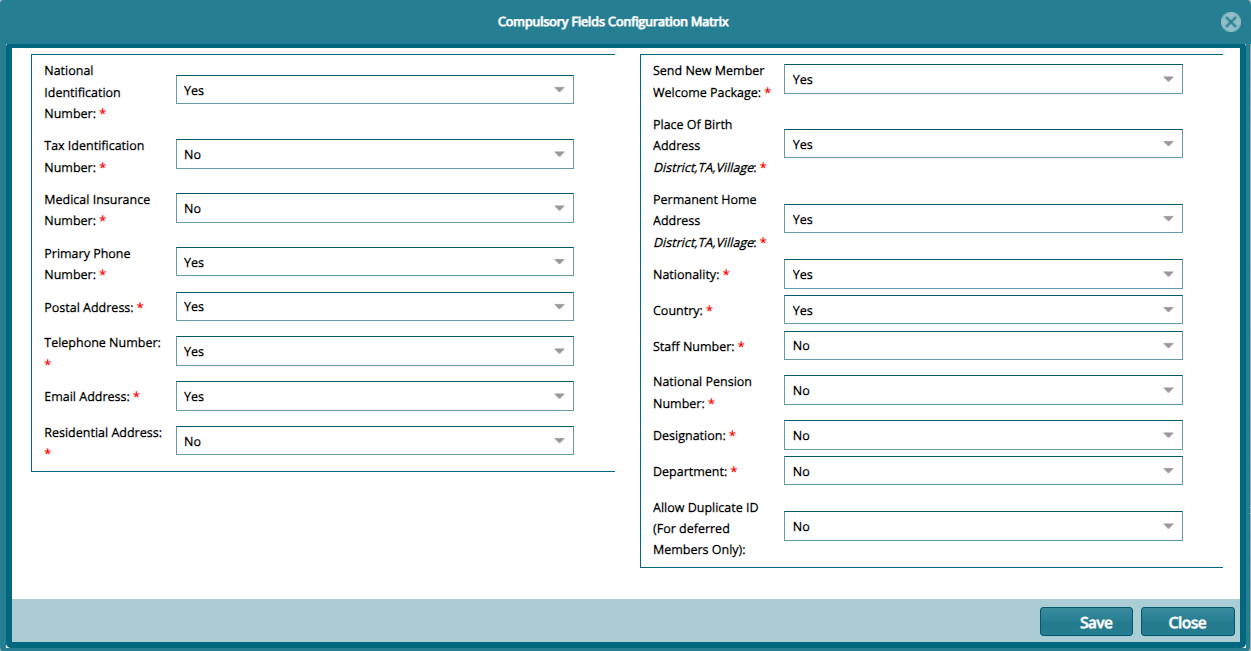 Compulsory Fields Configuration Matrix
National
Identification
Number: *
Yes
Tax Identification
Number: *
No
Medical Insurance
Number: *
No
Primary Phone
Number: *
Yes
Postal Address: *
Yes
Telephone Number:
*
Yes
Email Address: *
Yes
Residential Address:
*
No
Send New Member
Welcome Package: *
Yes
Place Of Birth
Address
District,TA,Village: *
Yes
Permanent Home
Address
District,TA,Village: *
Yes
Nationality: *
Yes
Country: *
Yes
Staff Number: *
No
National Pension
Number: *
No
Designation: *
No
Department: *
No
Allow Duplicate ID
(For deferred
Members Only):
No
Save
Close